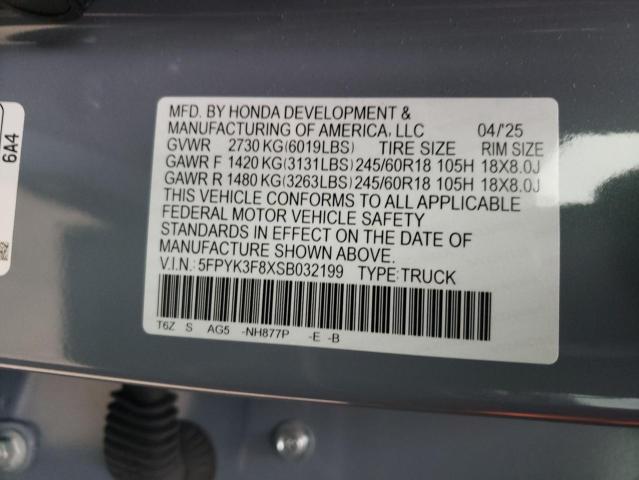 MFD. BY HONDA DEVELOPMENT &
MANUFACTURING OF AMERICA, LLC 04/'25
GVWR 2730 KG(6019LBS) TIRE SIZE RIM SIZE
GAWR F 1420 KG(3131LBS) 245/60R18 105H 18X8.0J
GAWR R 1480 KG(3263LBS) 245/60R18 105H 18X8.0J
THIS VEHICLE CONFORMS TO ALL APPLICABLE
FEDERAL MOTOR VEHICLE SAFETY
STANDARDS IN EFFECT ON THE DATE OF
MANUFACTURE SHOWN ABOVE.
V.I.N.: 5FPYK3F8XSB032199 TYPE:TRUCK
T6Z S AG5 -NH877P -E -B
6A4